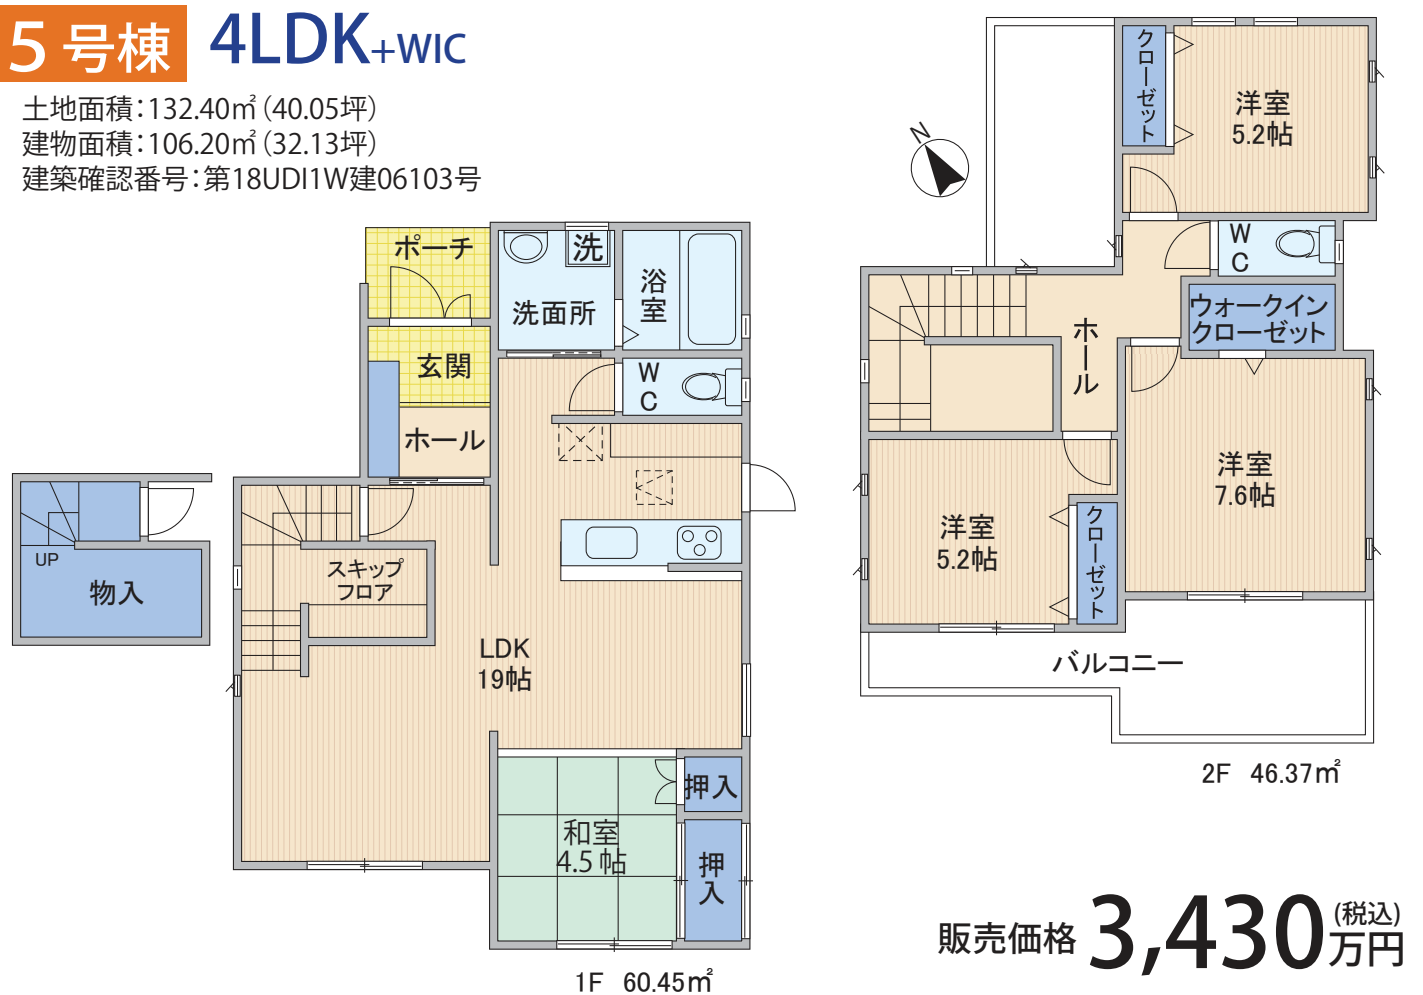 5号棟 4LDK+WIC
土地面積：132.40㎡（40.05坪）
建物面積：106.20㎡（32.13坪）
建築確認番号：第18UDI1W建06103号
ポーチ
玄関
ホール
洗面所
洗
浴室
WC
スキップ
フロア
LDK
19帖
和室
4.5帖
押入
押入
UP
物入
1F 60.45㎡
N
クローゼット
洋室
5.2帖
WC
ウォークイン
クローゼット
ホール
洋室
7.6帖
洋室
5.2帖
クローゼット
バルコニー
2F 46.37㎡
販売価格 3,430万円(税込)